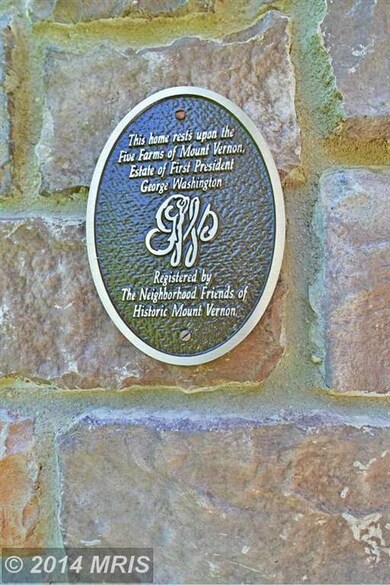 This home rests upon the
Five Farms of Mount Vernon,
Estate of First President
George Washington
GW
Registered by
The Neighborhood Friends of
Historic Mount Vernon
© 2014 MRIS